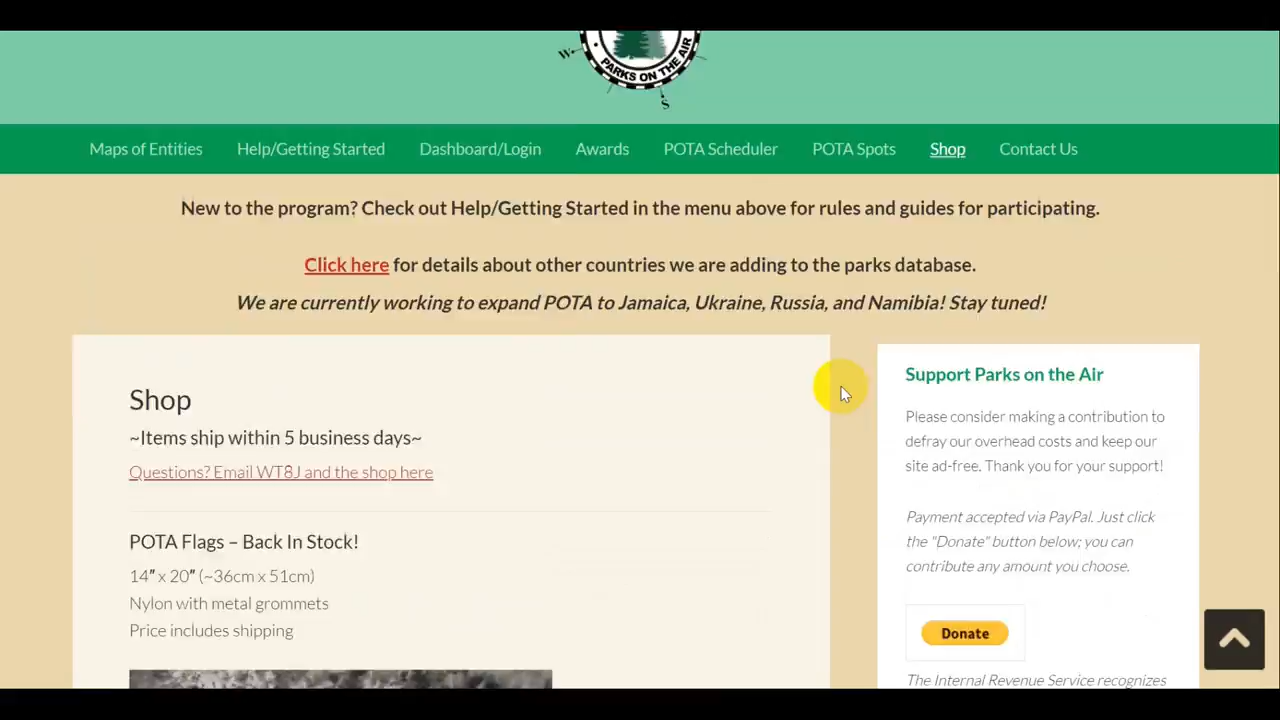 W
PARKS ON THE AIR
S
Maps of Entities Help/Getting Started Dashboard/Login Awards POTA Scheduler POTA Spots Shop Contact Us
New to the program? Check out Help/Getting Started in the menu above for rules and guides for participating.
Click here for details about other countries we are adding to the parks database.
We are currently working to expand POTA to Jamaica, Ukraine, Russia, and Namibia! Stay tuned!
Shop
~Items ship within 5 business days~
Questions? Email WT8J and the shop here
POTA Flags – Back In Stock!
14″ x 20″ (~36cm x 51cm)
Nylon with metal grommets
Price includes shipping
Support Parks on the Air
Please consider making a contribution to
defray our overhead costs and keep our
site ad-free. Thank you for your support!
Payment accepted via PayPal. Just click
the "Donate" button below; you can
contribute any amount you choose.
Donate
The Internal Revenue Service recognizes